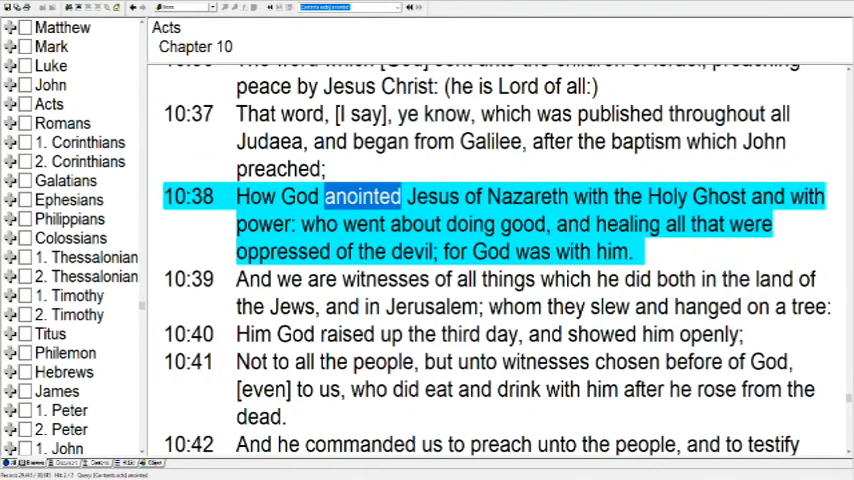 Matthew
Mark
Luke
John
Acts
Romans
1. Corinthians
2. Corinthians
Galatians
Ephesians
Philippians
Colossians
1. Thessalonian
2. Thessalonian
1. Timothy
2. Timothy
Titus
Philemon
Hebrews
James
1. Peter
2. Peter
1. John
Acts
Chapter 10
peace by Jesus Christ: (he is Lord of all:)
10:37 That word, [I say], ye know, which was published throughout all
Judaea, and began from Galilee, after the baptism which John
preached;
10:38 How God anointed Jesus of Nazareth with the Holy Ghost and with
power: who went about doing good, and healing all that were
oppressed of the devil; for God was with him.
10:39 And we are witnesses of all things which he did both in the land of
the Jews, and in Jerusalem; whom they slew and hanged on a tree:
10:40 Him God raised up the third day, and showed him openly;
10:41 Not to all the people, but unto witnesses chosen before of God,
[even] to us, who did eat and drink with him after he rose from the
dead.
10:42 And he commanded us to preach unto the people, and to testify